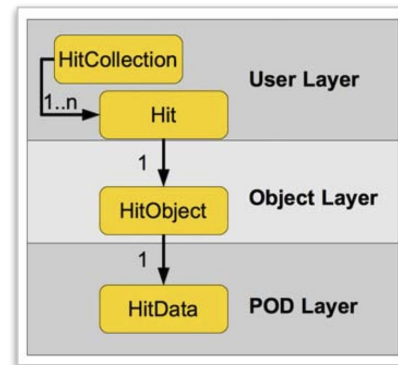 HitCollection
User Layer
1..n
Hit
1
HitObject
Object Layer
1
HitData
POD Layer